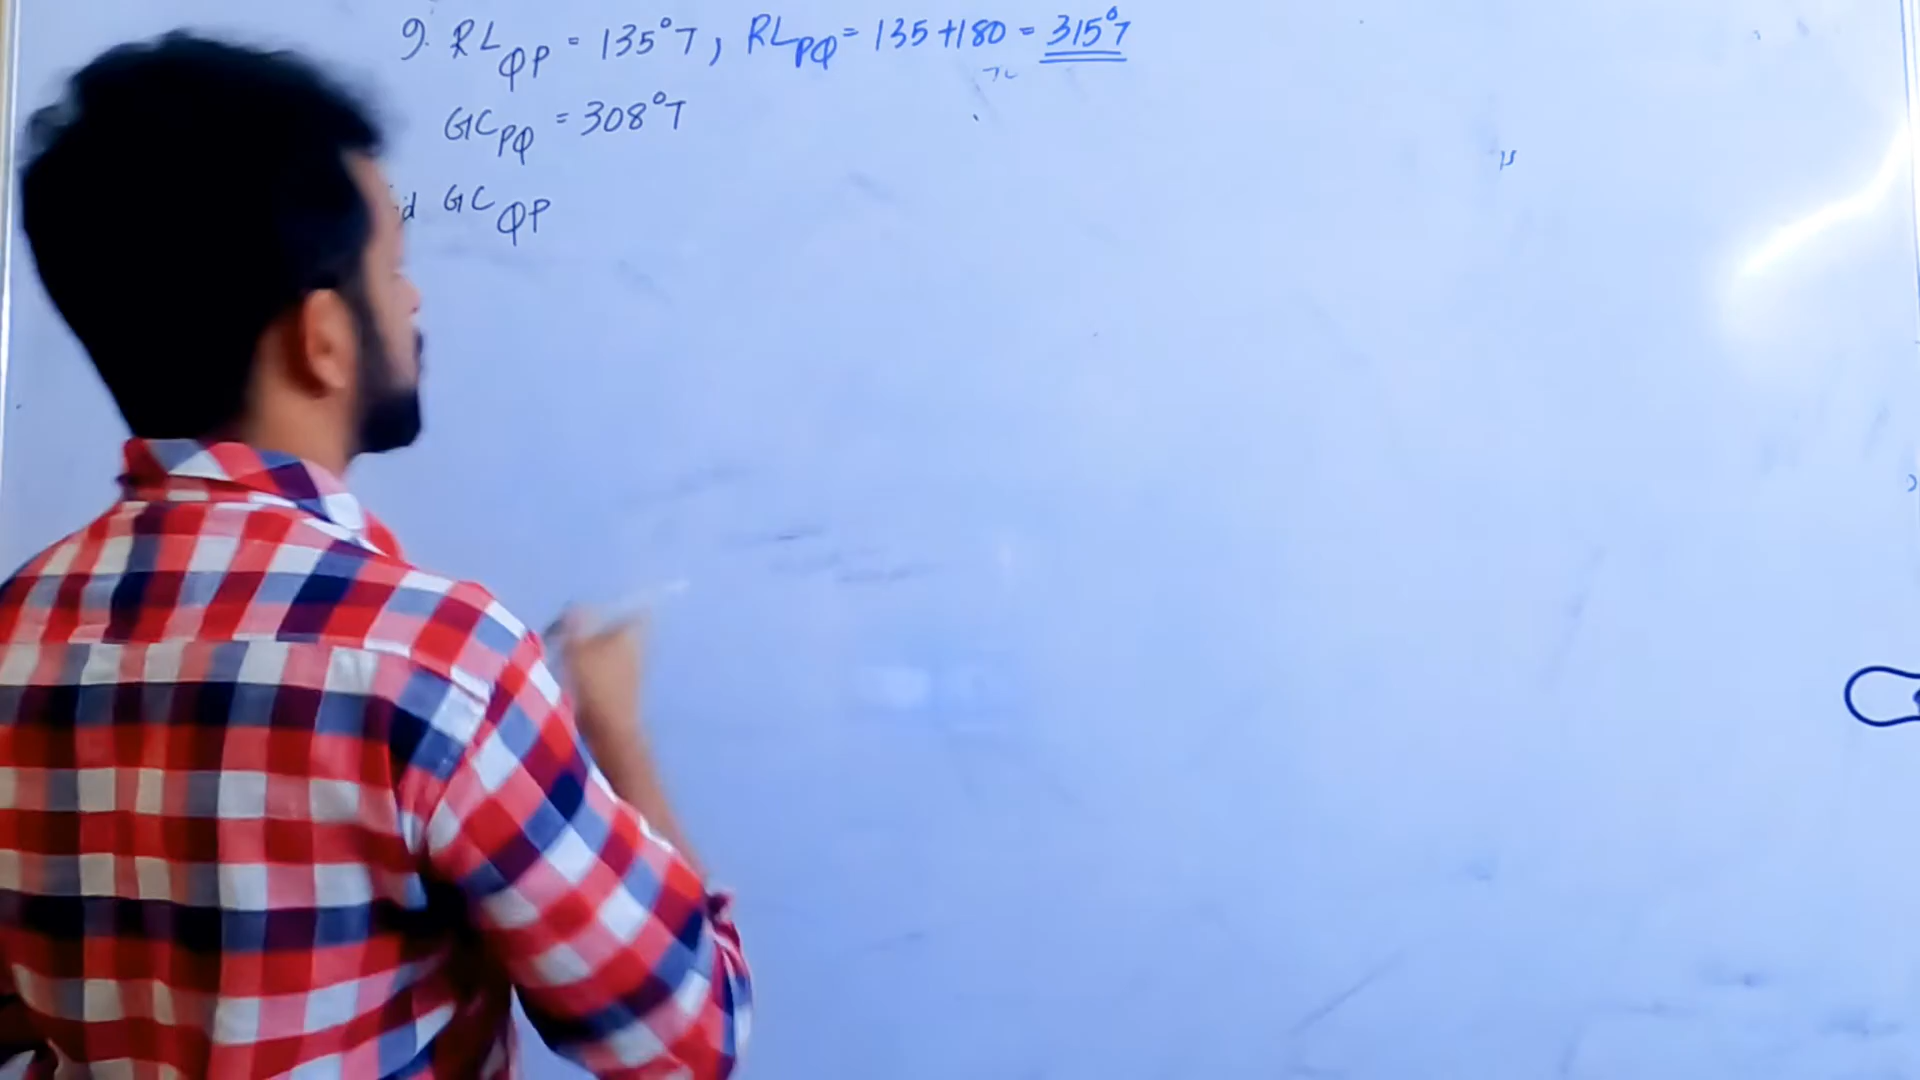 9. RL QP = 135°T, RL PQ = 135 + 180 = 315°T
GC PQ = 308°T
GC QP